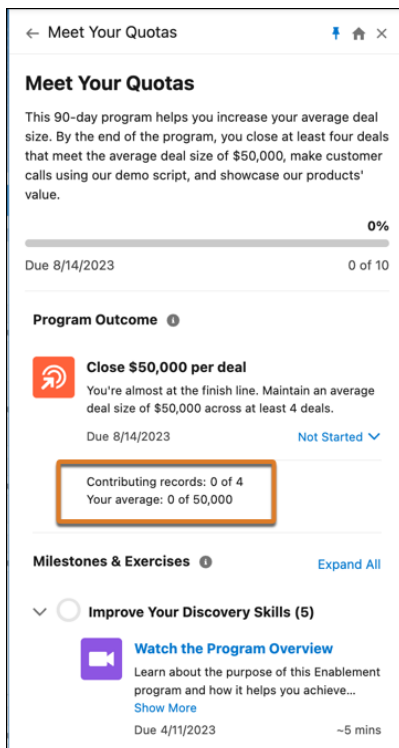 ← Meet Your Quotas
Meet Your Quotas
This 90-day program helps you increase your average deal
size. By the end of the program, you close at least four deals
that meet the average deal size of $50,000, make customer
calls using our demo script, and showcase our products'
value.
0%
Due 8/14/2023 0 of 10
Program Outcome
Close $50,000 per deal
You're almost at the finish line. Maintain an average
deal size of $50,000 across at least 4 deals.
Due 8/14/2023 Not Started
Contributing records: 0 of 4
Your average: 0 of 50,000
Milestones & Exercises Expand All
Improve Your Discovery Skills (5)
Watch the Program Overview
Learn about the purpose of this Enablement
program and how it helps you achieve...
Show More
Due 4/11/2023 ~5 mins